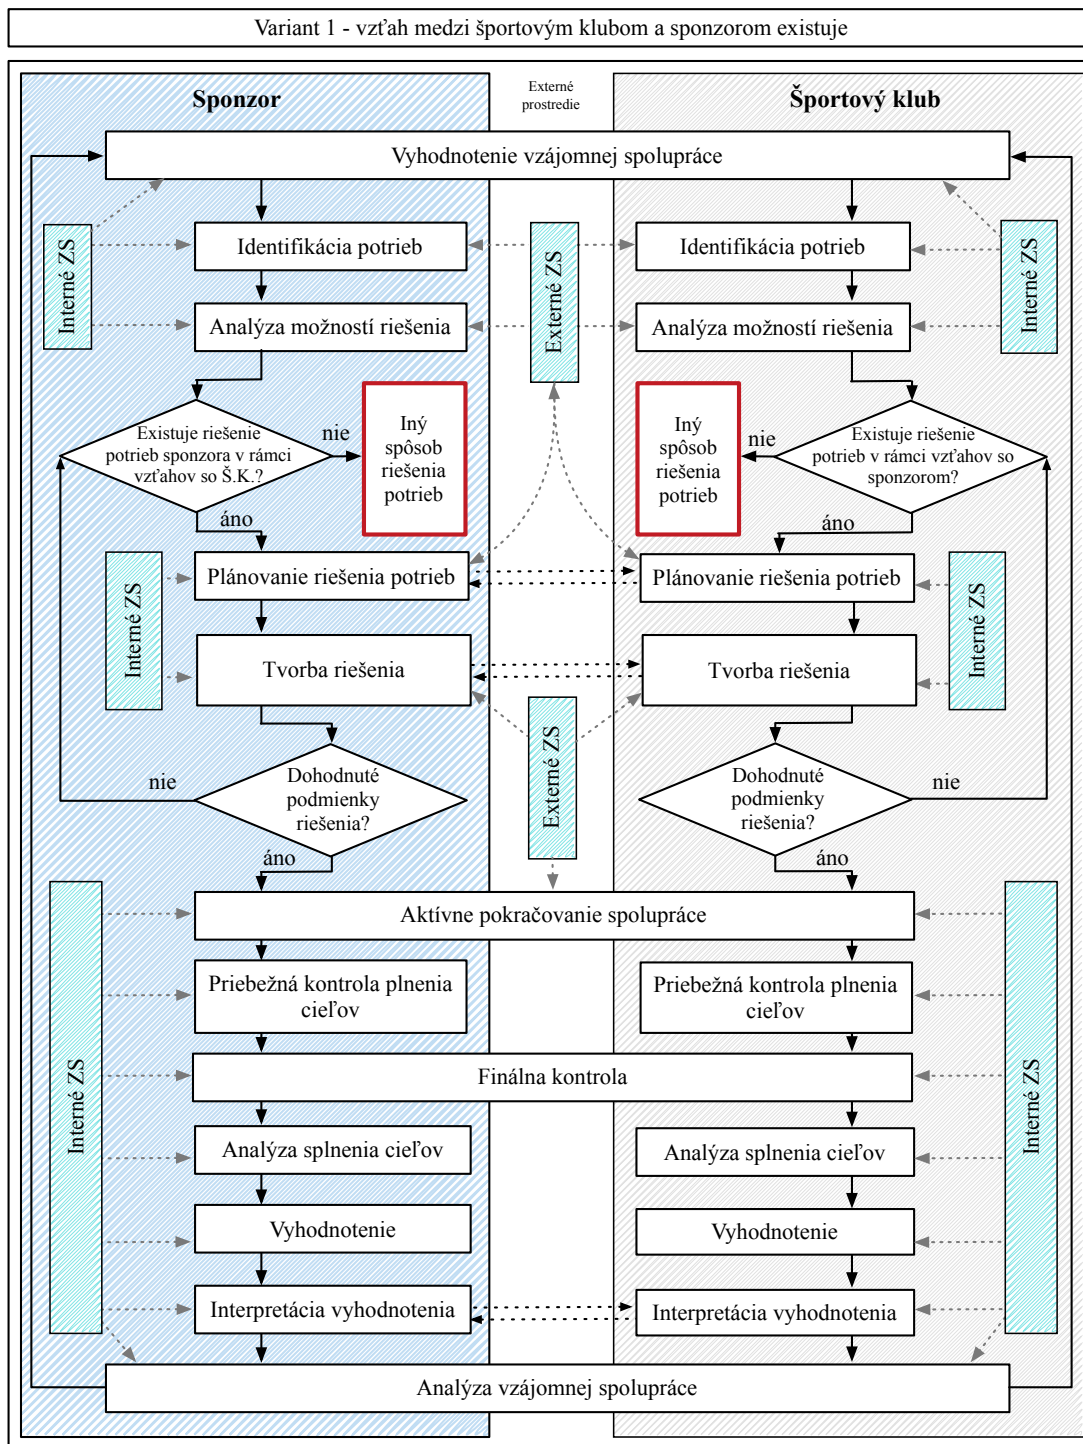 Variant 1 - vzťah medzi športovým klubom a sponzorom existuje
Sponzor
Externé
prostredie
Športový klub
Vyhodnotenie vzájomnej spolupráce
Interné ZS
Identifikácia potrieb
Externé ZS
Identifikácia potrieb
Interné ZS
Analýza možností riešenia
Analýza možností riešenia
Existuje riešenie
potrieb sponzora v rámci
vzťahov so Š.K.?
nie
Iný
spôsob
riešenia
potrieb
Iný
spôsob
riešenia
potrieb
nie
Existuje riešenie
potrieb v rámci vzťahov so
sponzorom?
áno
áno
Interné ZS
Plánovanie riešenia potrieb
Plánovanie riešenia potrieb
Interné ZS
Tvorba riešenia
Tvorba riešenia
Externé ZS
nie
Dohodnuté
podmienky
riešenia?
Dohodnuté
podmienky
riešenia?
nie
áno
áno
Aktívne pokračovanie spolupráce
Interné ZS
Priebežná kontrola plnenia
cieľov
Priebežná kontrola plnenia
cieľov
Interné ZS
Finálna kontrola
Analýza splnenia cieľov
Analýza splnenia cieľov
Vyhodnotenie
Vyhodnotenie
Interpretácia vyhodnotenia
Interpretácia vyhodnotenia
Analýza vzájomnej spolupráce